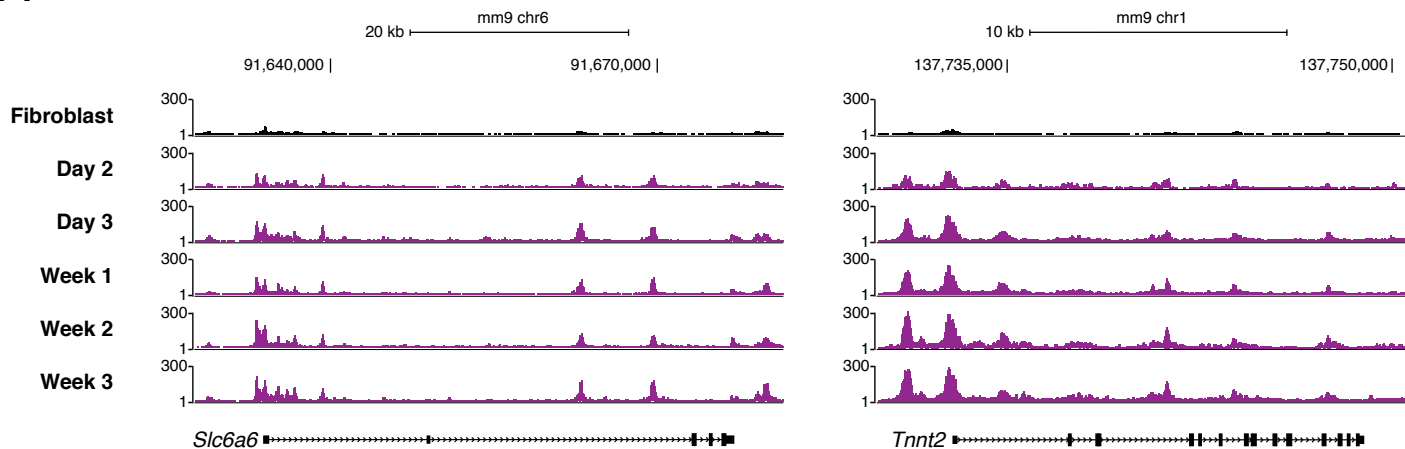 mm9 chr6
20 kb
91,640,000
91,670,000
mm9 chr1
10 kb
137,735,000
137,750,000
Fibroblast
300
1
300
1
Day 2
300
1
300
1
Day 3
300
1
300
1
Week 1
300
1
300
1
Week 2
300
1
300
1
Week 3
300
1
300
1
Slc6a6
Tnnt2